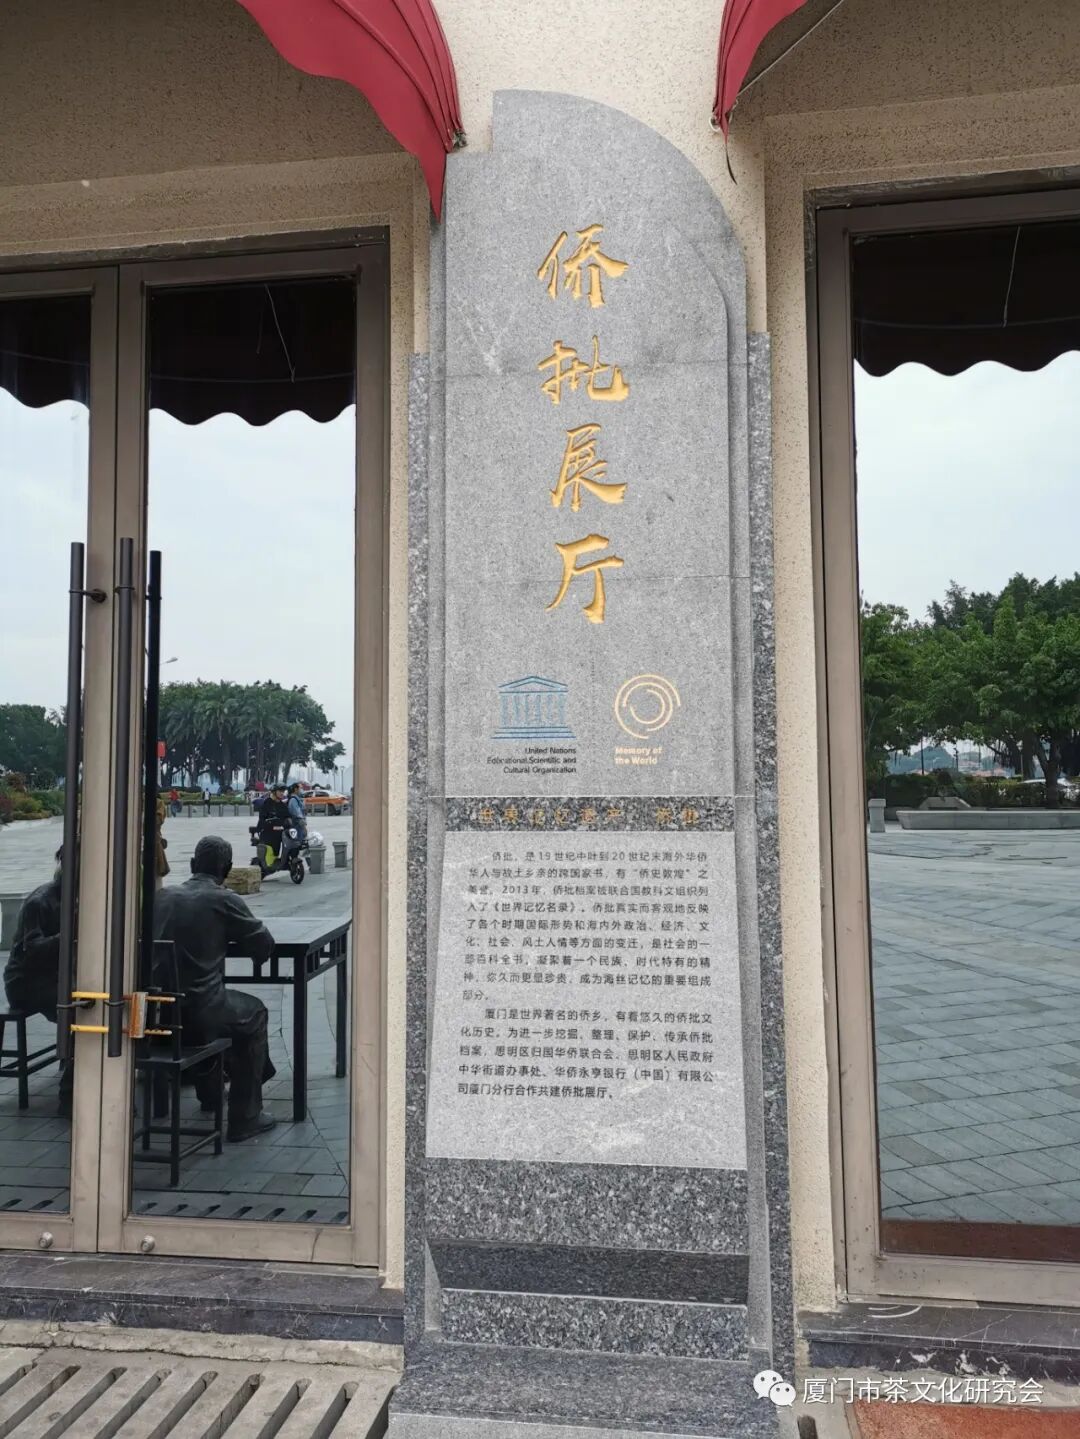 侨批展厅
United Nations
Educational, Scientific and
Cultural Organization
Memory of
the World
世界记忆遗产 侨批
侨批，是19世纪中叶到20世纪末海外华侨
华人与故土乡亲的跨国家书，有“侨史敦煌”之
美誉。2013年，侨批档案被联合国教科文组织列
入了《世界记忆名录》。侨批真实而客观地反映
了各个时期国际形势和海内外政治、经济、文
化、社会、风土人情等方面的变迁，是社会的一
部百科全书，凝聚着一个民族、时代特有的精
神，弥久而更显珍贵，成为海丝记忆的重要组成
部分。
厦门是世界著名的侨乡，有着悠久的侨批文
化历史。为进一步挖掘、整理、保护、传承侨批
档案，思明区归国华侨联合会、思明区人民政府
中华街道办事处、华侨永亨银行（中国）有限公
司厦门分行合作共建侨批展厅。
厦门市茶文化研究会